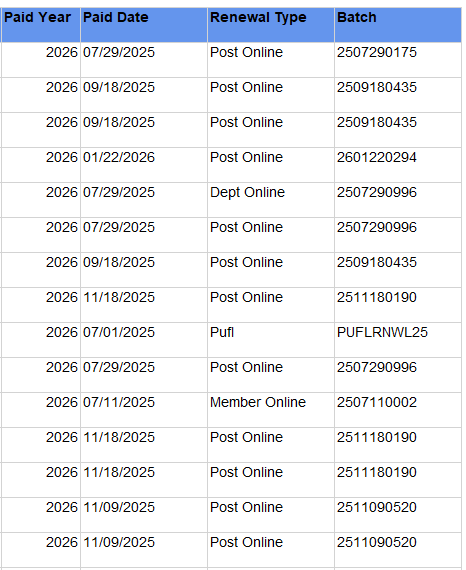 Paid Year Paid Date Renewal Type Batch
2026 07/29/2025 Post Online 2507290175
2026 09/18/2025 Post Online 2509180435
2026 09/18/2025 Post Online 2509180435
2026 01/22/2026 Post Online 2601220294
2026 07/29/2025 Dept Online 2507290996
2026 07/29/2025 Post Online 2507290996
2026 09/18/2025 Post Online 2509180435
2026 11/18/2025 Post Online 2511180190
2026 07/01/2025 Pufl PUFLRNWL25
2026 07/29/2025 Post Online 2507290996
2026 07/11/2025 Member Online 2507110002
2026 11/18/2025 Post Online 2511180190
2026 11/18/2025 Post Online 2511180190
2026 11/09/2025 Post Online 2511090520
2026 11/09/2025 Post Online 2511090520